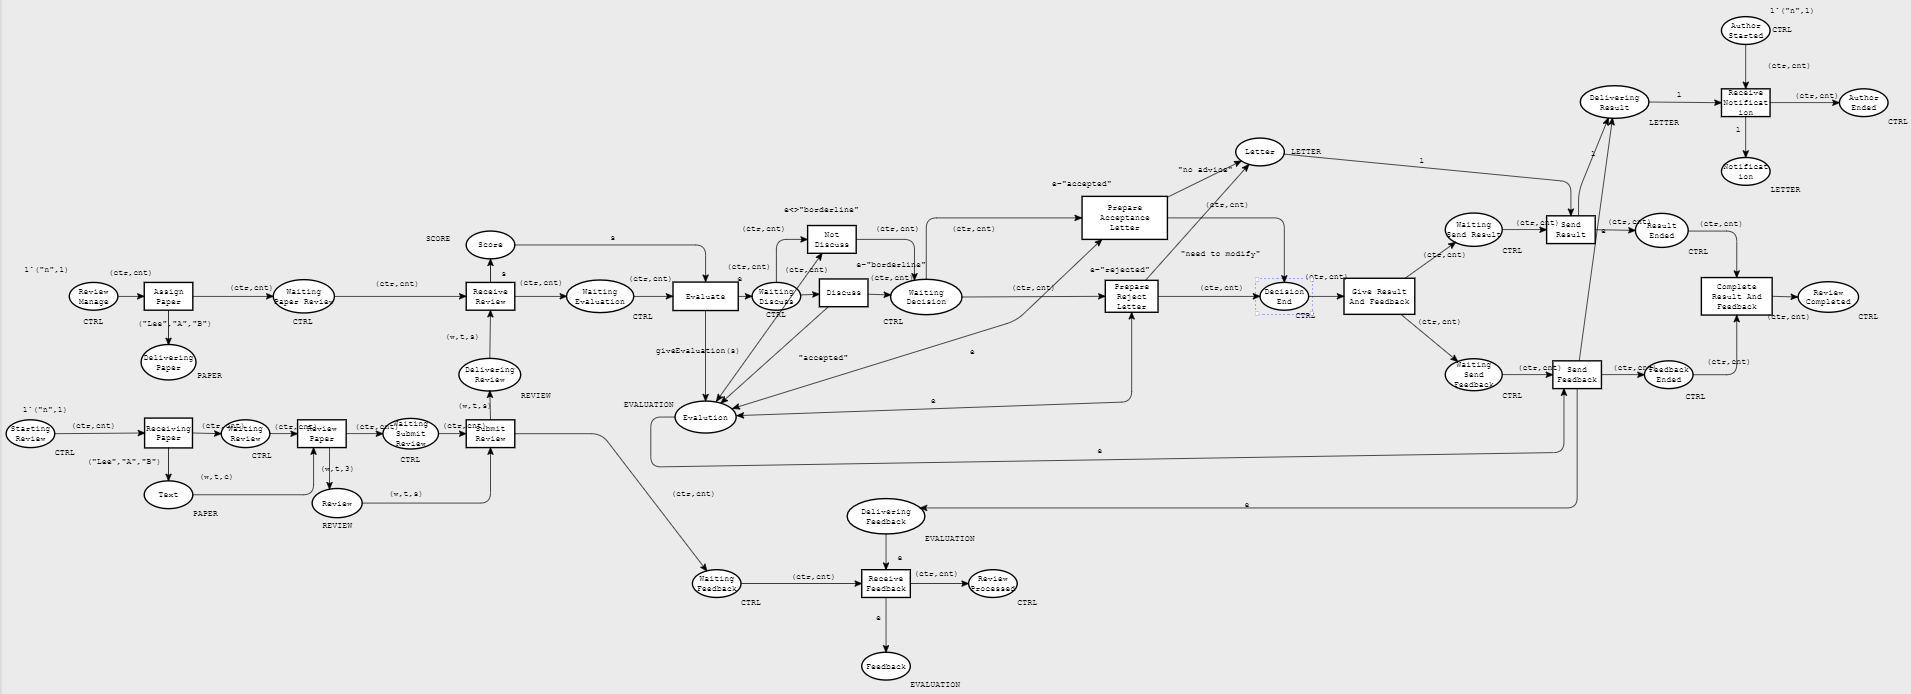 1`("n",1)
Author
Started
CTRL
(ctr,cnt)
Delivering
Result
LETTER
1
Receive
Notificat
ion
(ctr,cnt)
Author
Ended
CTRL
1
Notificat
ion
LETTER
Letter
LETTER
1
1
"no advice"
e="accepted"
Prepare
Acceptance
Letter
(ctr,cnt)
e<>"borderline"
(ctr,cnt)
Not
Discuss
(ctr,cnt)
(ctr,cnt)
Waiting
Send Result
CTRL
(ctr,cnt)
Send
Result
(ctr,cnt)
e
Result
Ended
CTRL
(ctr,cnt)
SCORE
Score
s
s
1`("n",1)
Review
Manage
CTRL
(ctr,cnt)
Assign
Paper
(ctr,cnt)
Waiting
Paper Review
CTRL
(ctr,cnt)
Receive
Review
(ctr,cnt)
Waiting
Evaluation
CTRL
(ctr,cnt)
Evaluate
e
(ctr,cnt)
Waiting
Discuss
CTRL
(ctr,cnt)
Discuss
e="borderline"
(ctr,cnt)
Waiting
Decision
CTRL
(ctr,cnt)
e="rejected"
Prepare
Reject
Letter
"need to modify"
(ctr,cnt)
Decision
End
CTRL
(ctr,cnt)
Give Result
And Feedback
(ctr,cnt)
(ctr,cnt)
Complete
Result And
Feedback
(ctr,cnt)
Review
Completed
CTRL
("Lee","A","B")
Delivering
Paper
PAPER
(w,t,s)
Delivering
Review
REVIEW
(w,t,s)
giveEvaluation(s)
"accepted"
e
e
EVALUATION
Evalution
e
Waiting
Send
Feedback
CTRL
(ctr,cnt)
Send
Feedback
(ctr,cnt)
Feedback
Ended
CTRL
(ctr,cnt)
1`("n",1)
Starting
Review
CTRL
(ctr,cnt)
Receiving
Paper
(ctr,cnt)
Waiting
Review
CTRL
(ctr,cnt)
Review
Paper
(ctr,cnt)
Waiting
Submit
Review
CTRL
(ctr,cnt)
Submit
Review
("Lee","A","B")
Text
PAPER
(w,t,c)
(w,t,3)
Review
REVIEW
(w,t,s)
(ctr,cnt)
Delivering
Feedback
EVALUATION
e
e
Waiting
Feedback
CTRL
(ctr,cnt)
Receive
Feedback
(ctr,cnt)
Review
Processed
CTRL
e
Feedback
EVALUATION